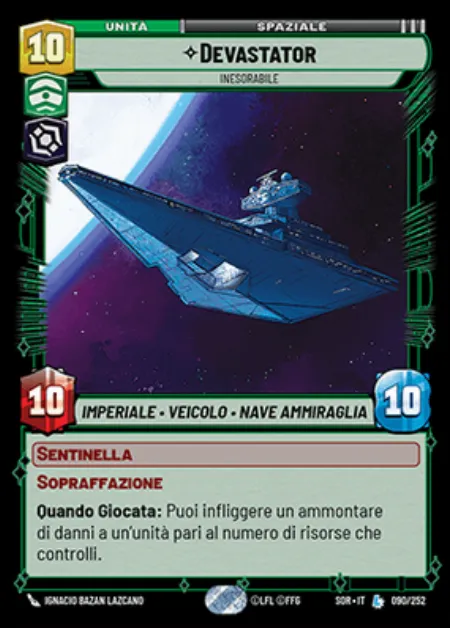 UNITÀ
SPAZIALE
10
DEVASTATOR
INESORABILE
10
10
IMPERIALE • VEICOLO • NAVE AMMIRAGLIA
SENTINELLA
SOPRAFFAZIONE
Quando Giocata: Puoi infliggere un ammontare
di danni a un'unità pari al numero di risorse che
controlli.
IGNACIO BAZAN LAZCANO
©LFL ©FFG
SOR • IT
L
090/252